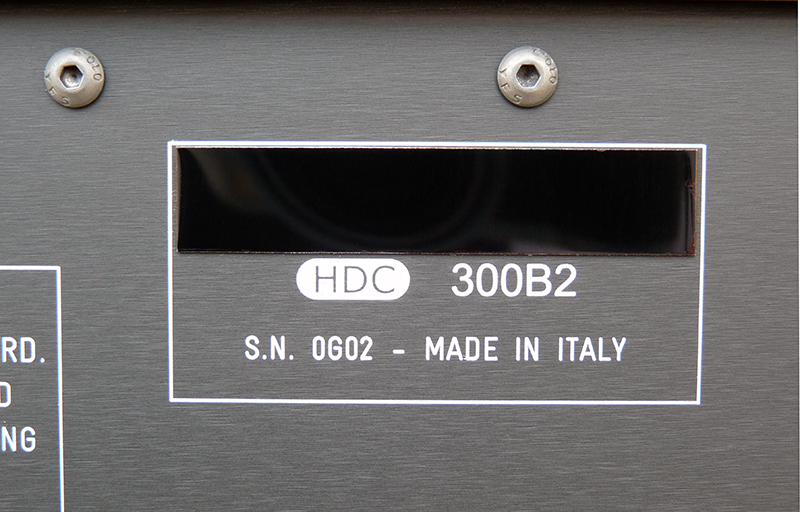 HDC 300B2
S.N. 0G02 - MADE IN ITALY
RD.
D
NG